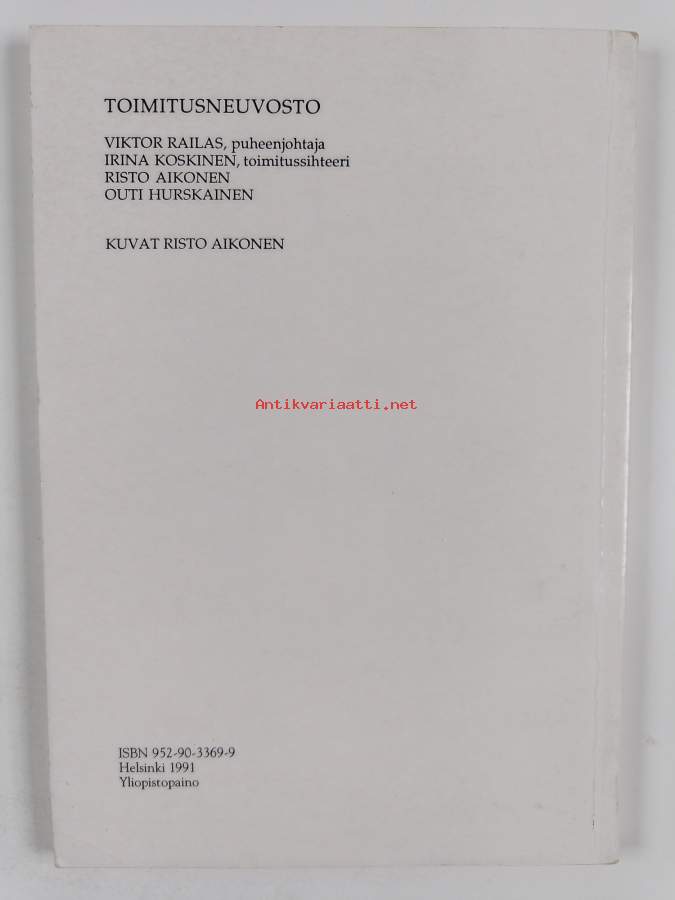 TOIMITUSNEUVOSTO
VIKTOR RAILAS, puheenjohtaja
IRINA KOSKINEN, toimitussihteeri
RISTO AIKONEN
OUTI HURSKAINEN
KUVAT RISTO AIKONEN
Antikvariaatti.net
ISBN 952-90-3369-9
Helsinki 1991
Yliopistopaino